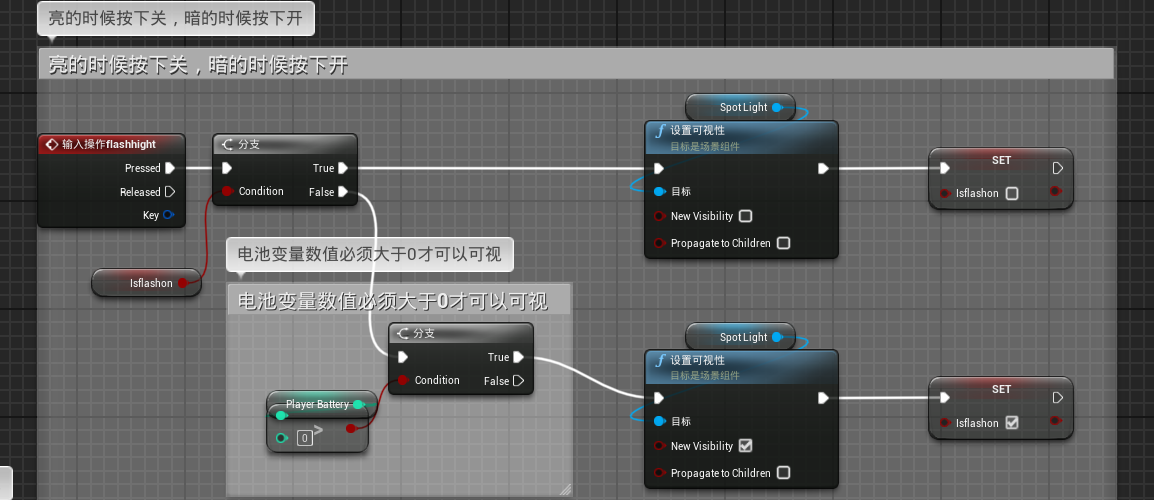 亮的时候按下关，暗的时候按下开
亮的时候按下关，暗的时候按下开
SpotLight
输入操作flashhight
分支
设置可视性
目标是场景组件
SET
Pressed
True
Released
Condition
False
目标
Isflashon
Key
New Visibility
Propagate to Children
电池变量数值必须大于0才可以可视
Isflashon
电池变量数值必须大于0才可以可视
分支
SpotLight
设置可视性
目标是场景组件
True
Condition
False
SET
Player Battery
目标
Isflashon
0
>
New Visibility
Propagate to Children